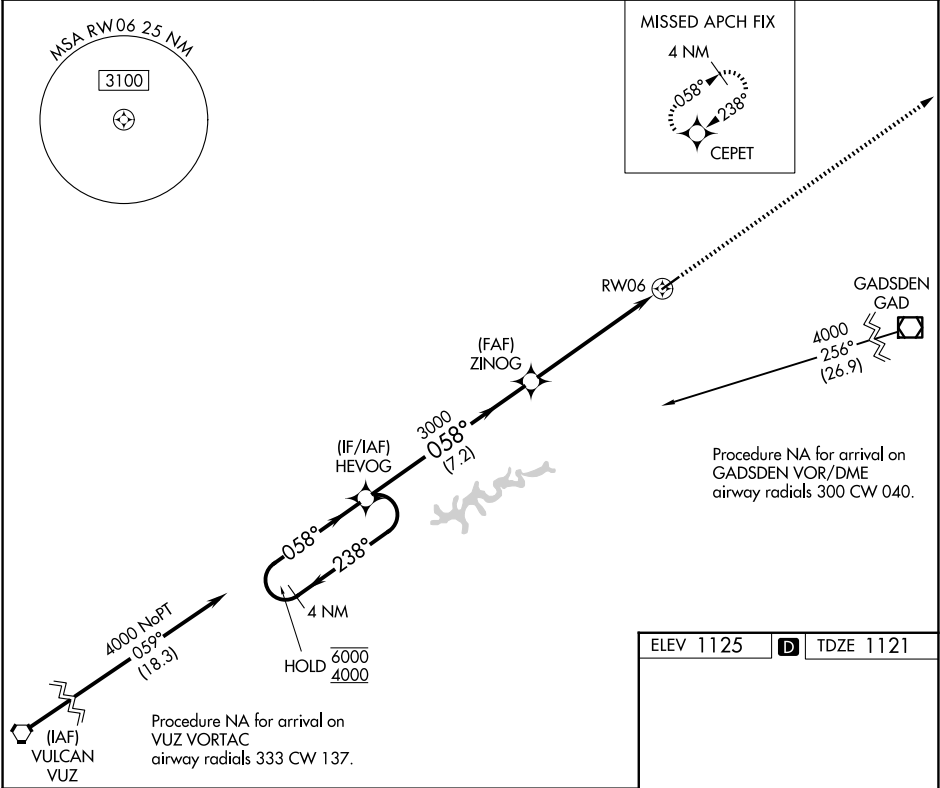 MSA RW06 25 NM
3100
MISSED APCH FIX
4 NM
058°
238°
CEPET
RW06
GADSDEN
GAD
4000
256°
(26.9)
(FAF)
ZINOG
3000
058°
(7.2)
(IF/IAF)
HEVOG
Procedure NA for arrival on
GADSDEN VOR/DME
airway radials 300 CW 040.
058°
238°
4 NM
HOLD 6000
4000
4000 NoPT
059°
(18.3)
(IAF)
VULCAN
VUZ
Procedure NA for arrival on
VUZ VORTAC
airway radials 333 CW 137.
ELEV 1125 D TDZE 1121